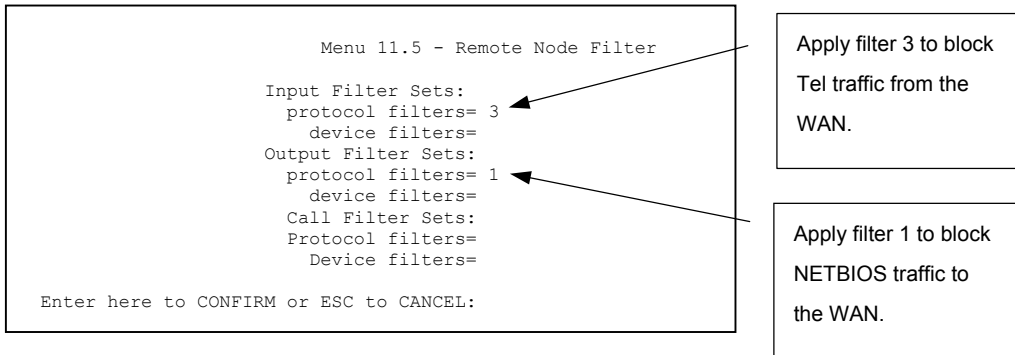 Menu 11.5 - Remote Node Filter
Input Filter Sets:
protocol filters= 3
device filters=
Output Filter Sets:
protocol filters= 1
device filters=
Call Filter Sets:
Protocol filters=
Device filters=
Enter here to CONFIRM or ESC to CANCEL:
Apply filter 3 to block
Tel traffic from the
WAN.
Apply filter 1 to block
NETBIOS traffic to
the WAN.